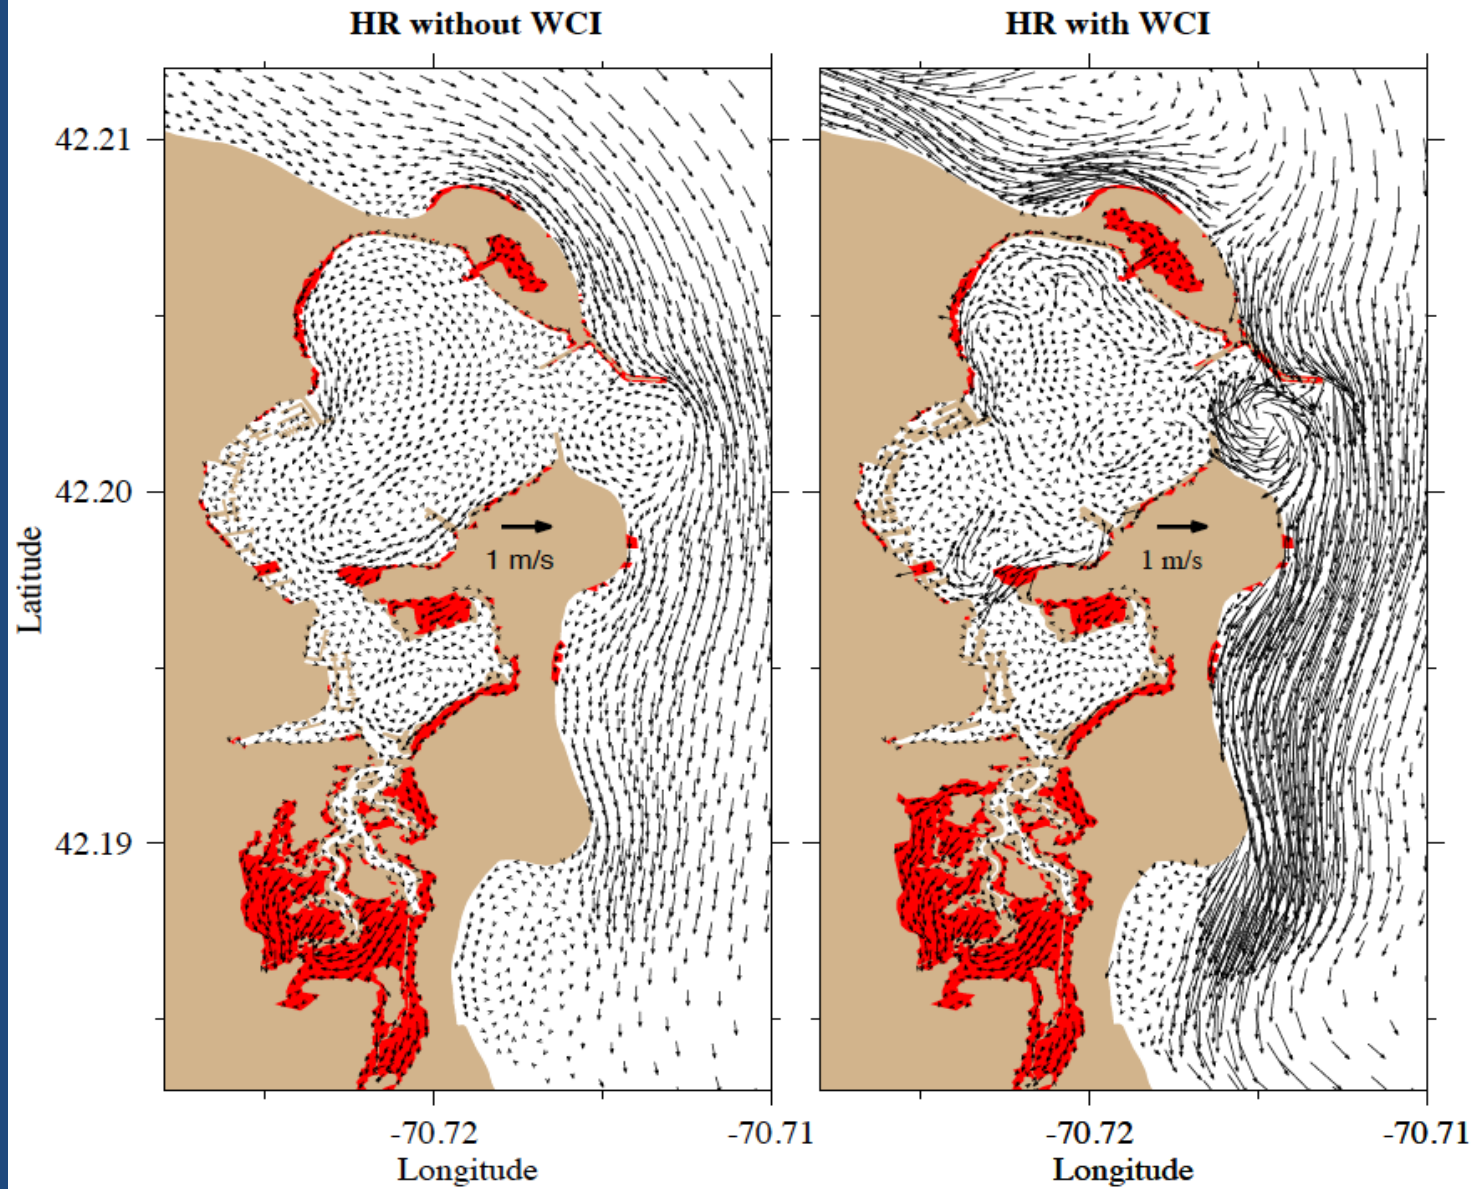 HR without WCI
HR with WCI
42.21
42.20
42.19
Latitude
1 m/s
1 m/s
-70.72
-70.71
-70.72
-70.71
Longitude
Longitude